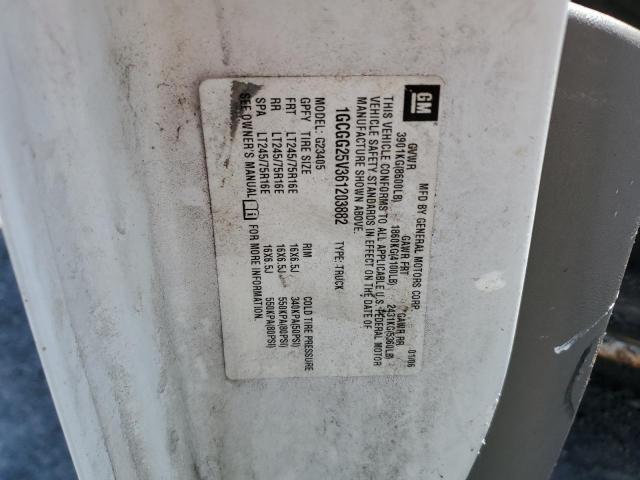 GM
MFD BY GENERAL MOTORS CORP 01/06
GVWR GAWR FRT GAWR RR
3901KG(8600LB) 1860KG(4100LB) 2431KG(5360LB)
THIS VEHICLE CONFORMS TO ALL APPLICABLE U.S. FEDERAL MOTOR
VEHICLE SAFETY STANDARDS IN EFFECT ON THE DATE OF
MANUFACTURE SHOWN ABOVE.
1GCGG25V361203882 TYPE: TRUCK
MODEL: G23405
GPFY TIRE SIZE RIM COLD TIRE PRESSURE
FRT LT245/75R16E 16X6.5J 340KPA(50PSI)
RR LT245/75R16E 16X6.5J 550KPA(80PSI)
SPA LT245/75R16E 16X6.5J 550KPA(80PSI)
SEE OWNER'S MANUAL FOR MORE INFORMATION